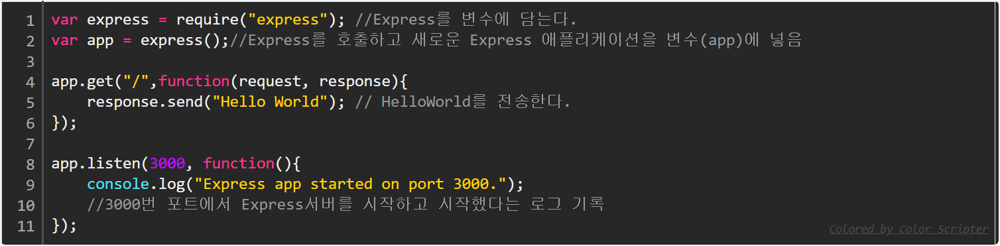 1 var express = require("express"); //Express를 변수에 담는다.
2 var app = express();//Express를 호출하고 새로운 Express 애플리케이션을 변수(app)에 넣음
3
4 app.get("/",function(request, response){
5     response.send("Hello World"); // HelloWorld를 전송한다.
6 });
7
8 app.listen(3000, function(){
9     console.log("Express app started on port 3000.");
10     //3000번 포트에서 Express서버를 시작하고 시작했다는 로그 기록
11 });
Colored by Color Scripter